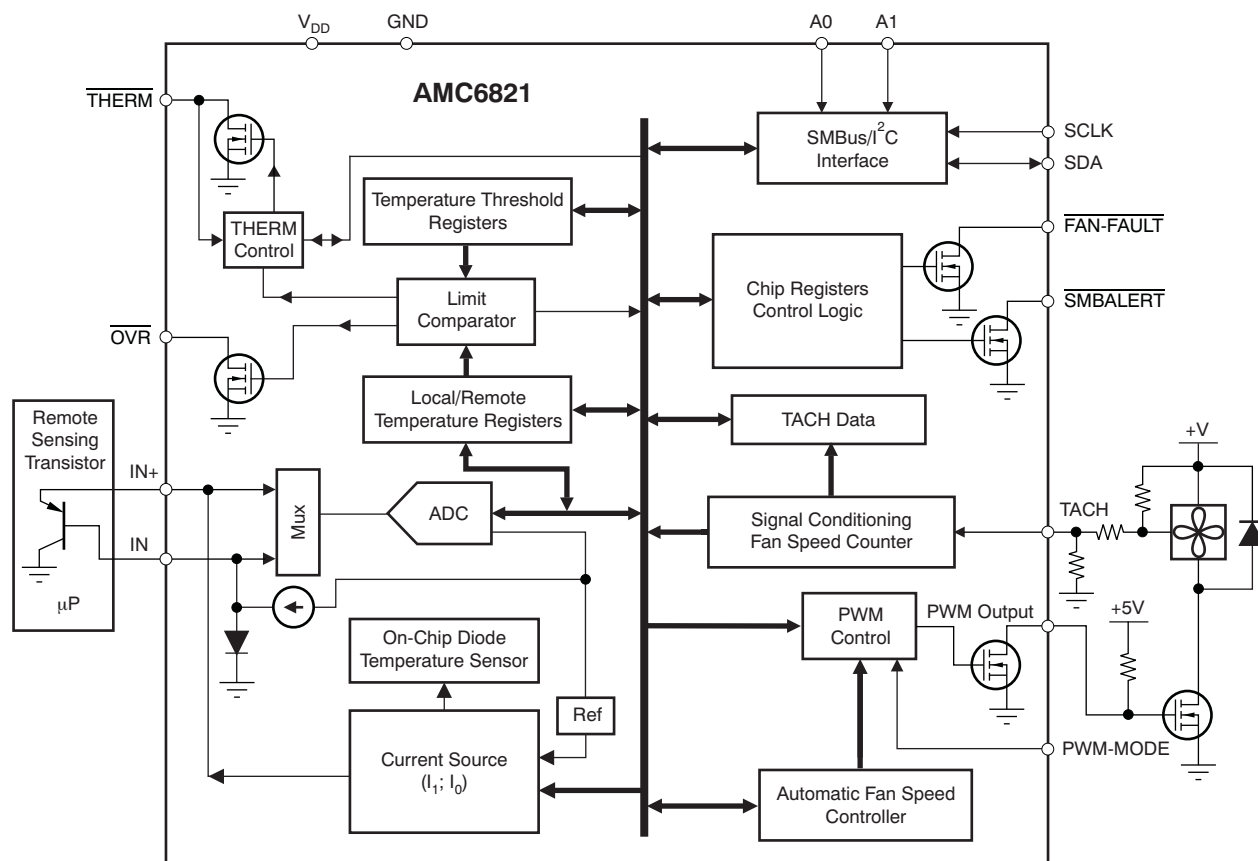 V_DD
GND
A0
A1
AMC6821
THERM
SMBus/I²C
Interface
SCLK
SDA
Temperature Threshold
Registers
THERM
Control
FAN-FAULT
Limit
Comparator
Chip Registers
Control Logic
SMBALERT
OVR
Local/Remote
Temperature Registers
Remote
Sensing
Transistor
TACH Data
+V
IN+
Mux
ADC
Signal Conditioning
Fan Speed Counter
TACH
IN
µP
On-Chip Diode
Temperature Sensor
PWM
Control
PWM Output
+5V
Ref
Current Source
(I₁; I₀)
PWM-MODE
Automatic Fan Speed
Controller